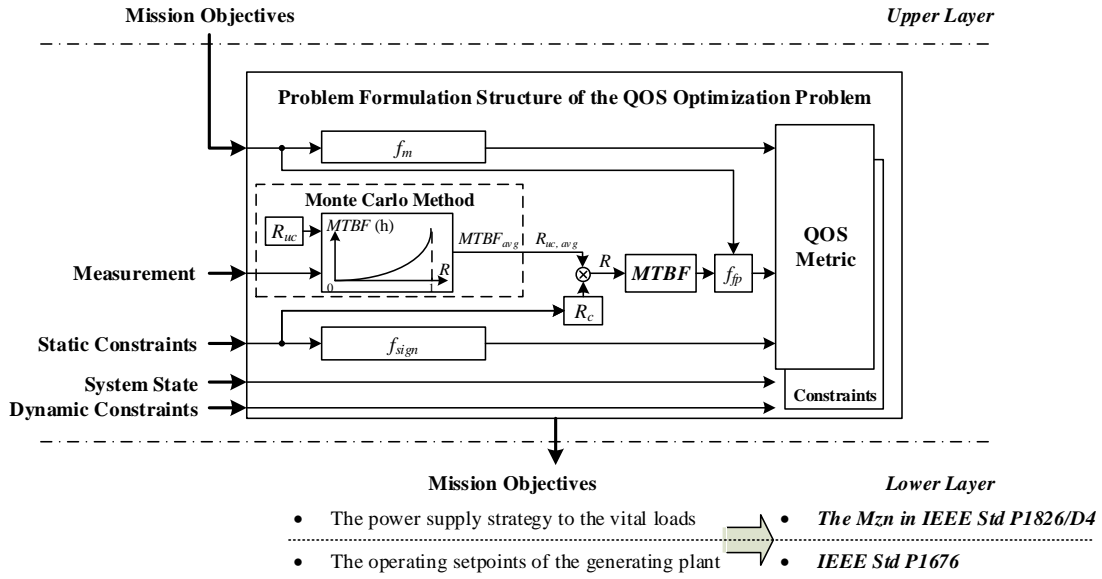 Mission Objectives
Upper Layer
Problem Formulation Structure of the QOS Optimization Problem
f_m
Monte Carlo Method
R_uc
MTBF (h)
R
0
1
MTBF_avg
R_uc, avg
R
MTBF
f_fp
R_c
QOS
Metric
Measurement
Static Constraints
f_sign
System State
Constraints
Dynamic Constraints
Mission Objectives
Lower Layer
• The power supply strategy to the vital loads
• The Mzn in IEEE Std P1826/D4
• The operating setpoints of the generating plant
• IEEE Std P1676